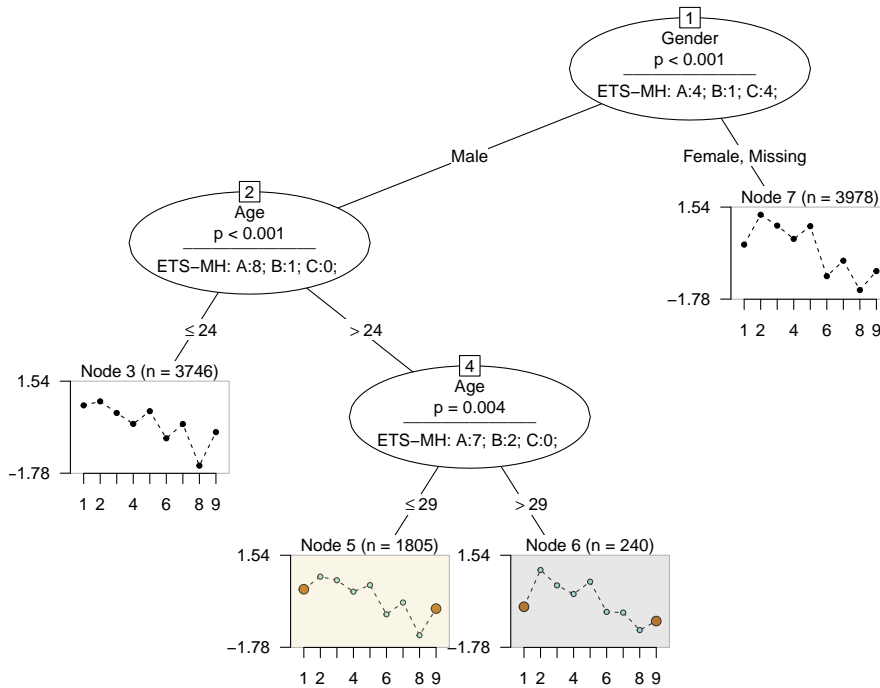 1
Gender
p < 0.001
ETS−MH: A:4; B:1; C:4;
Male
Female, Missing
2
Age
p < 0.001
ETS−MH: A:8; B:1; C:0;
≤ 24
> 24
Node 7 (n = 3978)
1.54
−1.78
1 2 4 6 8 9
Node 3 (n = 3746)
1.54
−1.78
1 2 4 6 8 9
4
Age
p = 0.004
ETS−MH: A:7; B:2; C:0;
≤ 29
> 29
Node 5 (n = 1805)
1.54
−1.78
1 2 4 6 8 9
Node 6 (n = 240)
1.54
−1.78
1 2 4 6 8 9